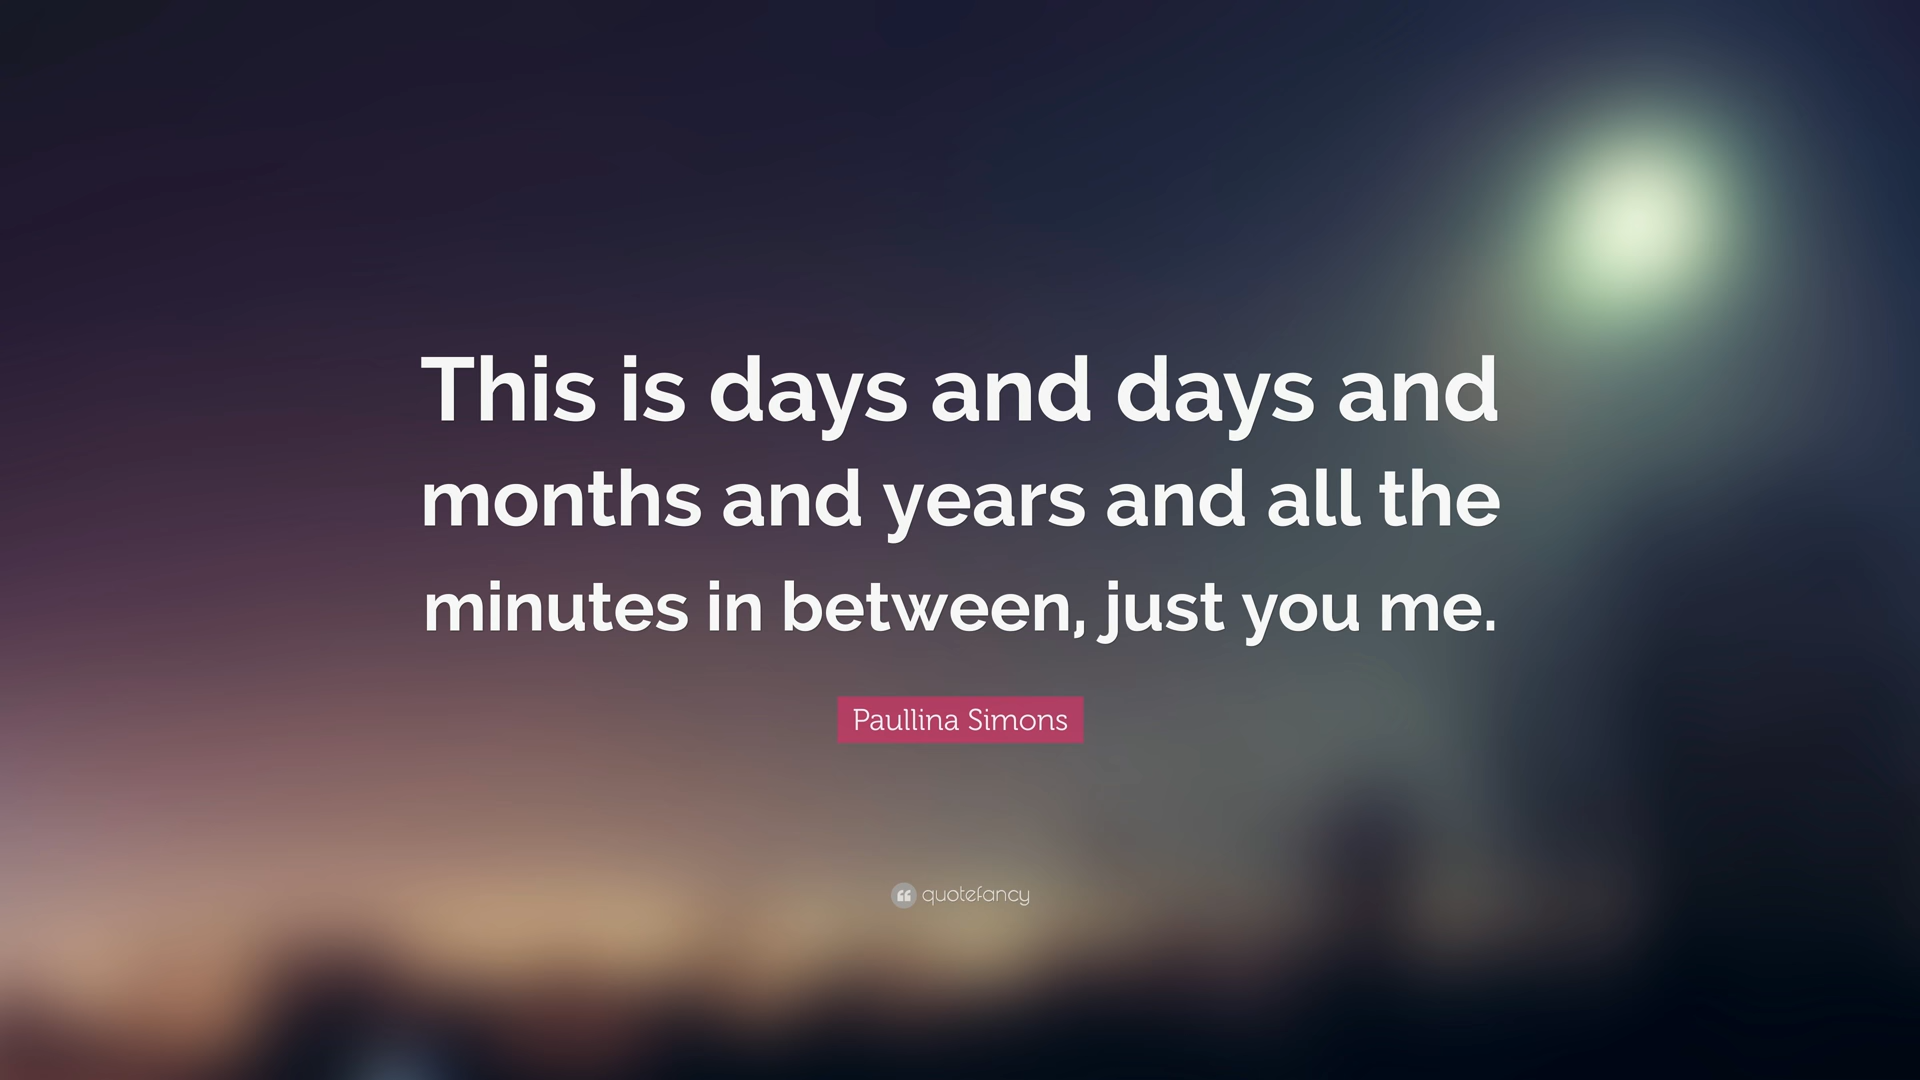 This is days and days and
months and years and all the
minutes in between, just you me.
Paullina Simons
quotefancy